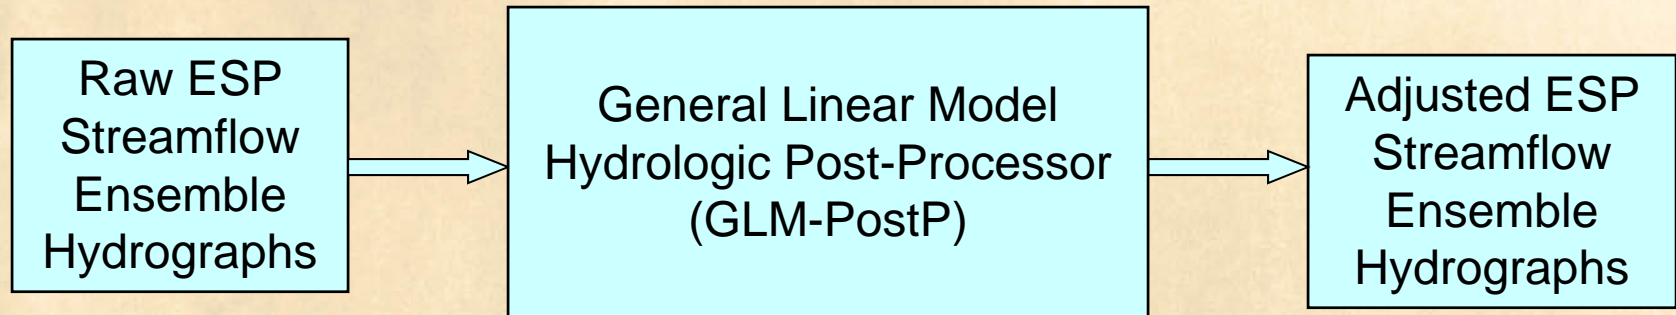 Raw ESP
Streamflow
Ensemble
Hydrographs
General Linear Model
Hydrologic Post-Processor
(GLM-PostP)
Adjusted ESP
Streamflow
Ensemble
Hydrographs